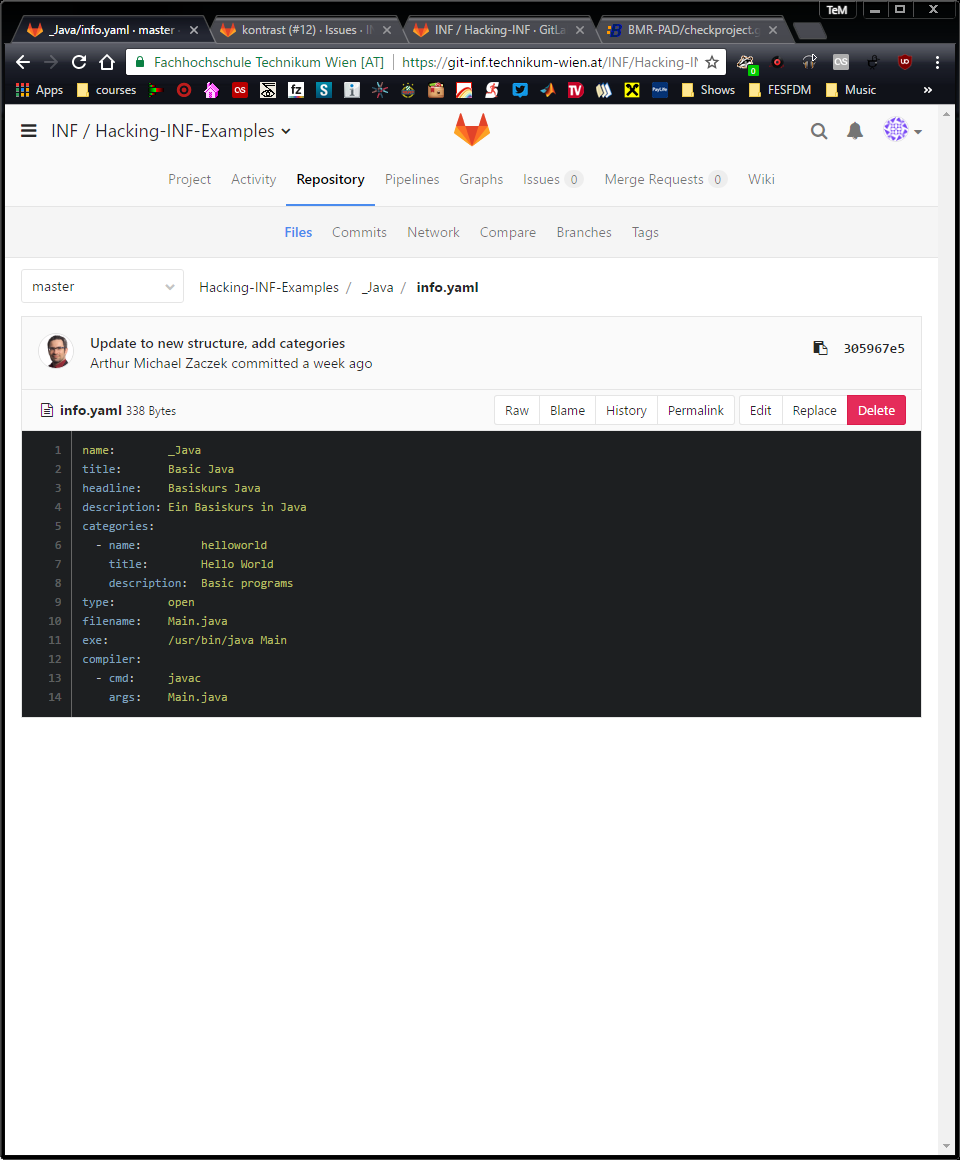 TeM
_Java/info.yaml · master
kontrast (#12) · Issues · I
INF / Hacking-INF · GitLa
BMR-PAD/checkproject.
Fachhochschule Technikum Wien [AT] https://git-inf.technikum-wien.at/INF/Hacking-IN
0
Apps courses Shows FESFDM Music »
INF / Hacking-INF-Examples
Project Activity Repository Pipelines Graphs Issues 0 Merge Requests 0 Wiki
Files Commits Network Compare Branches Tags
master Hacking-INF-Examples / _Java / info.yaml
Update to new structure, add categories
Arthur Michael Zaczek committed a week ago
305967e5
info.yaml 338 Bytes Raw Blame History Permalink Edit Replace Delete
1 name: _Java
2 title: Basic Java
3 headline: Basiskurs Java
4 description: Ein Basiskurs in Java
5 categories:
6 - name: helloworld
7 title: Hello World
8 description: Basic programs
9 type: open
10 filename: Main.java
11 exe: /usr/bin/java Main
12 compiler:
13 - cmd: javac
14 args: Main.java